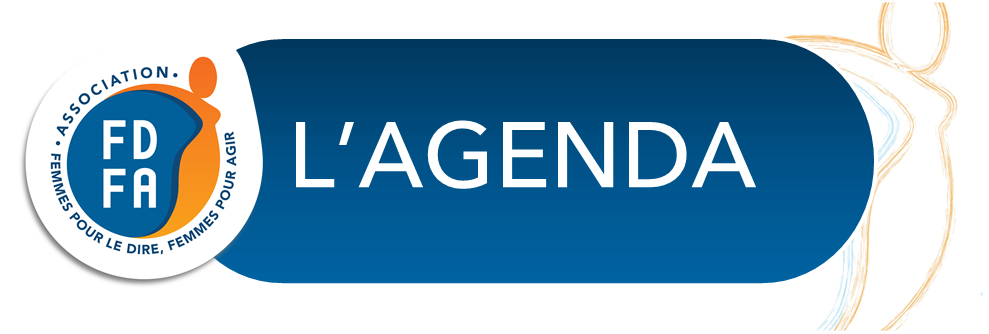 • ASSOCIATION •
FEMMES POUR LE DIRE, FEMMES POUR AGIR
FD
FA
L’AGENDA